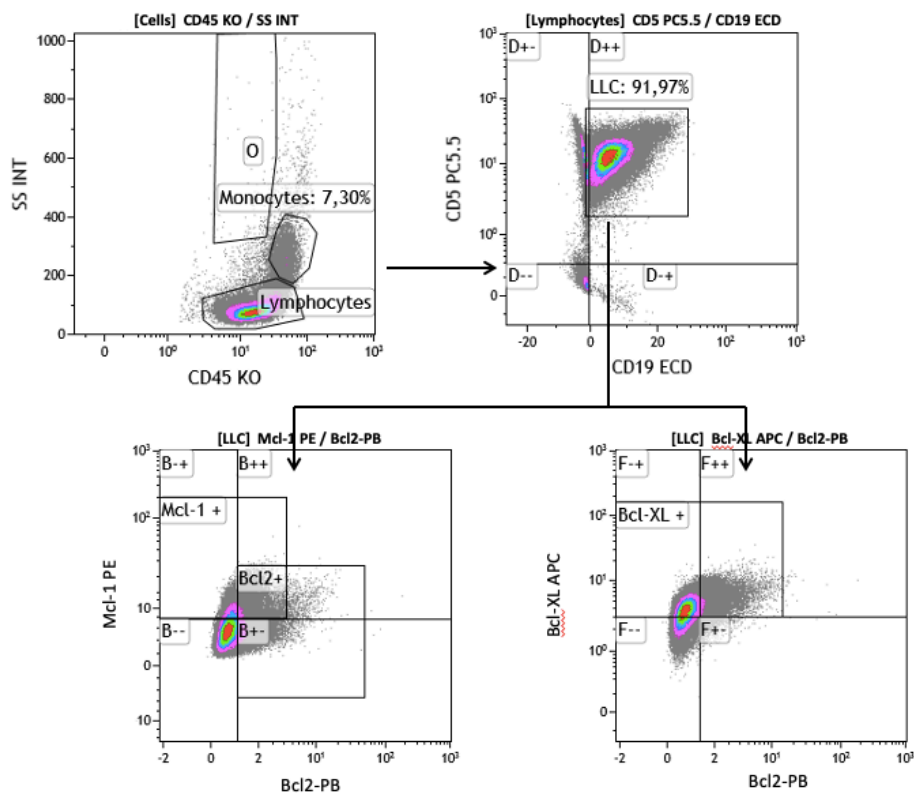 [Cells] CD45 KO / SS INT
1000
800
600
400
200
0
SS INT
O
Monocytes: 7,30%
Lymphocytes
0 10⁰ 10¹ 10² 10³
CD45 KO
[Lymphocytes] CD5 PC5.5 / CD19 ECD
10³
10²
10¹
10⁰
0
CD5 PC5.5
D+- D++
LLC: 91,97%
D-- D-+
-20 0 20 10² 10³
CD19 ECD
[LLC] Mcl-1 PE / Bcl2-PB
10³
10²
10
0
10
Mcl-1 PE
B-+ B++
Mcl-1 +
Bcl2+
B-- B+-
-2 0 2 10¹ 10² 10³
Bcl2-PB
[LLC] Bcl-XL APC / Bcl2-PB
10³
10²
10¹
10⁰
0
Bcl-XL APC
F-+ F++
Bcl-XL +
F-- F+-
-2 0 2 10¹ 10² 10³
Bcl2-PB